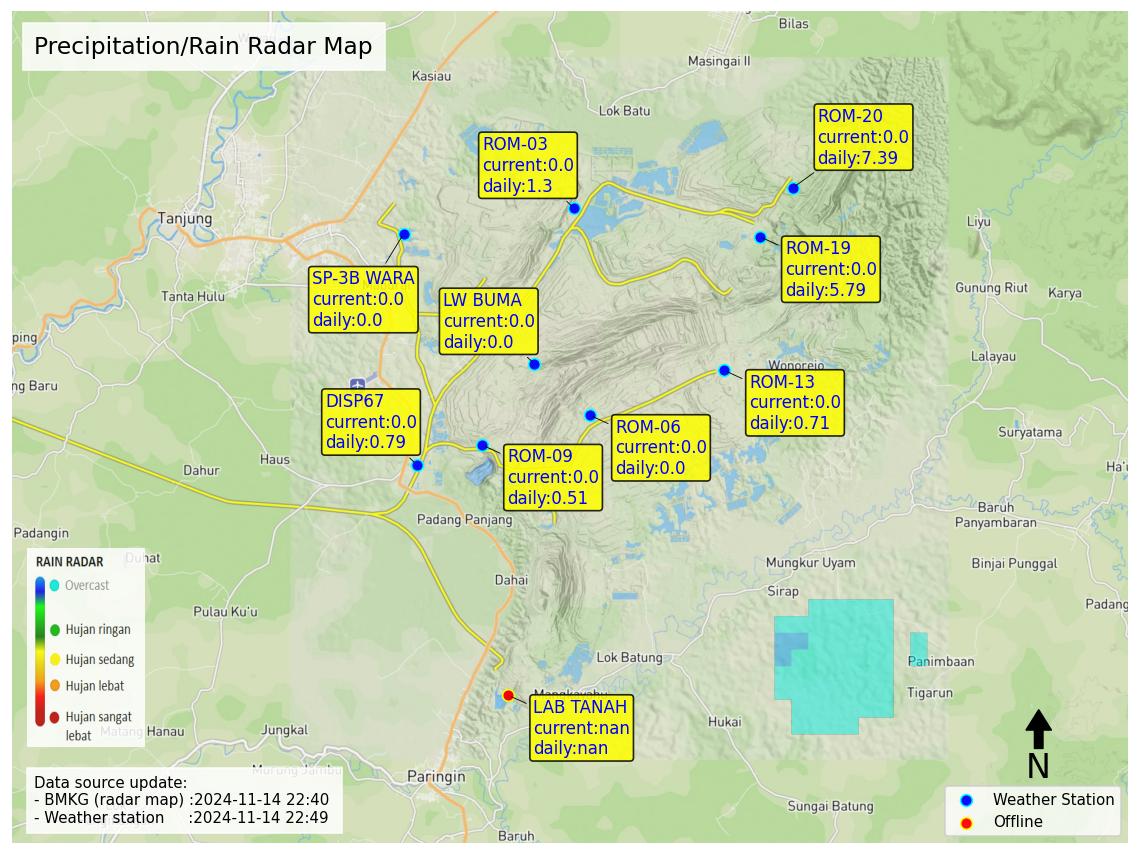 Precipitation/Rain Radar Map
Bilas
Masingai II
Kasiau
Lok Batu
ROM-20
current:0.0
daily:7.39
ROM-03
current:0.0
daily:1.3
Tanjung
Liyu
ROM-19
current:0.0
daily:5.79
SP-3B WARA
current:0.0
daily:0.0
Tanta Hulu
LW BUMA
current:0.0
daily:0.0
Gunung Riut
Karya
ping
Lalayau
ng Baru
Wonorejo
ROM-13
current:0.0
daily:0.71
DISP67
current:0.0
daily:0.79
ROM-06
current:0.0
daily:0.0
Suryatama
ROM-09
current:0.0
daily:0.51
Haus
Dahur
Ha'u
Baruh
Panyambaran
Padang Panjang
Padangin
Duhat
RAIN RADAR
Overcast
Hujan ringan
Hujan sedang
Hujan lebat
Hujan sangat
lebat
Mungkur Uyam
Binjai Punggal
Dahai
Sirap
Padang
Pulau Ku'u
Lok Batung
Panimbaan
Tigarun
Mangkayahu
LAB TANAH
current:nan
daily:nan
Hukai
Matang Hanau
Jungkal
Murung Jambu
Paringin
N
Data source update:
- BMKG (radar map) :2024-11-14 22:40
- Weather station :2024-11-14 22:49
Sungai Batung
Baruh
Weather Station
Offline